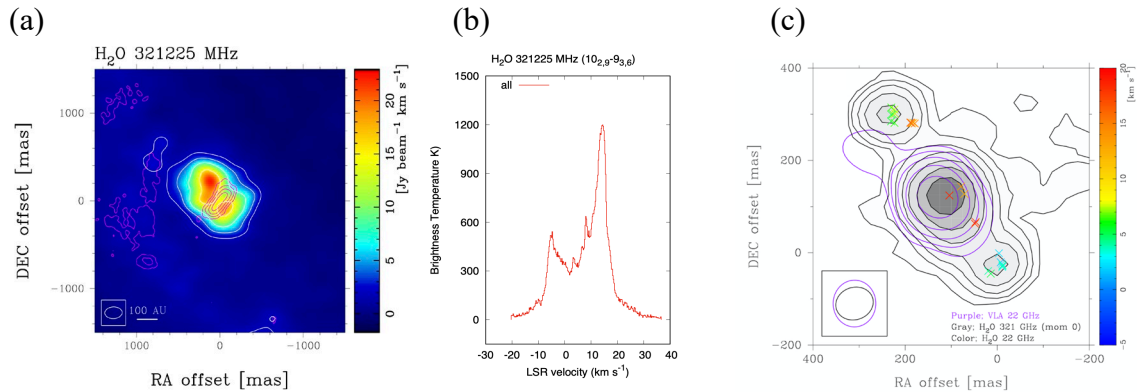 (a)
H₂O 321225 MHz
1000
0
-1000
DEC offset [mas]
100 AU
1000
0
-1000
RA offset [mas]
20
15
10
5
0
[Jy beam⁻¹ km s⁻¹]
(b)
H₂O 321225 MHz (10₂,₉-9₃,₆)
all
1500
1200
900
600
300
0
Brightness Temperature K)
-30
-20
-10
0
10
20
30
40
LSR velocity (km s⁻¹)
(c)
400
200
0
-200
DEC offset [mas]
Purple; VLA 22 GHz
Gray; H₂O 321 GHz (mom 0)
Color; H₂O 22 GHz
400
200
0
-200
RA offset [mas]
20
15
10
5
0
-5
[km s⁻¹]